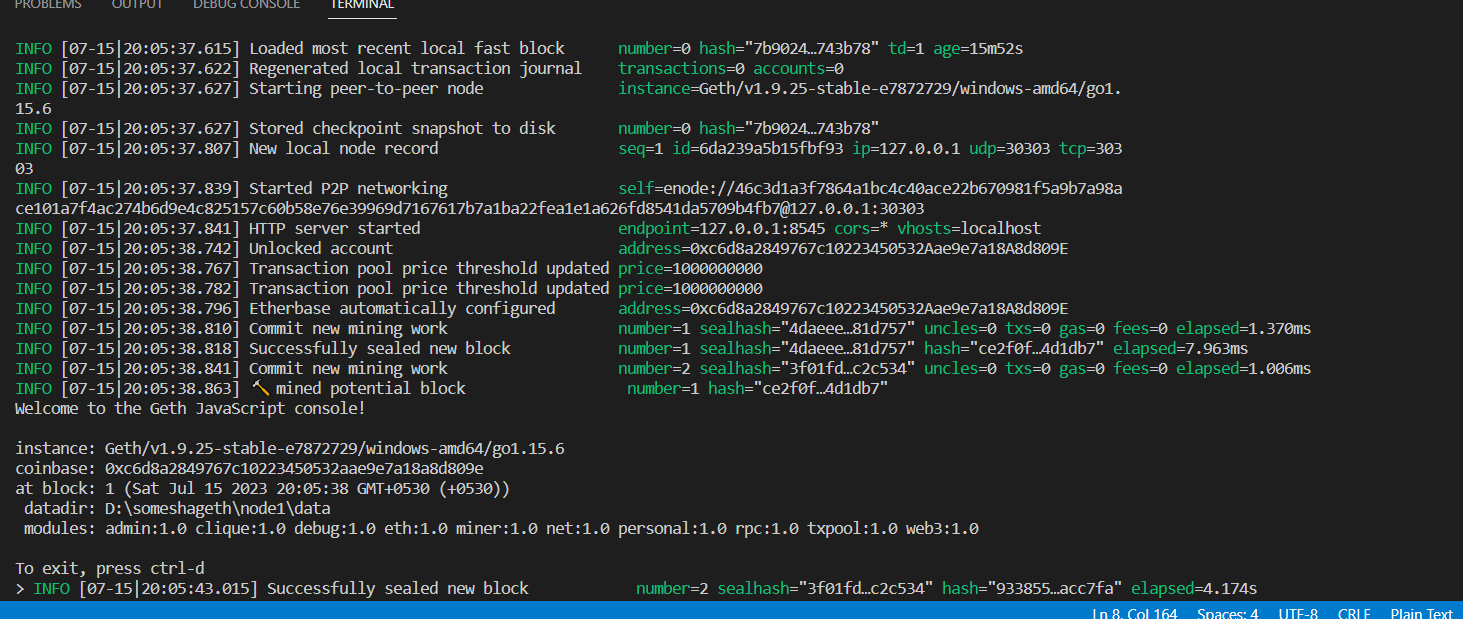 PROBLEMS OUTPUT DEBUG CONSOLE TERMINAL
INFO [07-15|20:05:37.615] Loaded most recent local fast block number=0 hash="7b9024…743b78" td=1 age=15m52s
INFO [07-15|20:05:37.622] Regenerated local transaction journal transactions=0 accounts=0
INFO [07-15|20:05:37.627] Starting peer-to-peer node instance=Geth/v1.9.25-stable-e7872729/windows-amd64/go1.
15.6
INFO [07-15|20:05:37.627] Stored checkpoint snapshot to disk number=0 hash="7b9024…743b78"
INFO [07-15|20:05:37.807] New local node record seq=1 id=6da239a5b15fbf93 ip=127.0.0.1 udp=30303 tcp=303
03
INFO [07-15|20:05:37.839] Started P2P networking self=enode://46c3d1a3f7864a1bc4c40ace22b670981f5a9b7a98a
ce101a7f4ac274b6d9e4c825157c60b58e76e39969d7167617b7a1ba22fea1e1a626fd8541da5709b4fb7@127.0.0.1:30303
INFO [07-15|20:05:37.841] HTTP server started endpoint=127.0.0.1:8545 cors=* vhosts=localhost
INFO [07-15|20:05:38.742] Unlocked account address=0xc6d8a2849767c10223450532Aae9e7a18A8d809E
INFO [07-15|20:05:38.767] Transaction pool price threshold updated price=1000000000
INFO [07-15|20:05:38.782] Transaction pool price threshold updated price=1000000000
INFO [07-15|20:05:38.796] Etherbase automatically configured address=0xc6d8a2849767c10223450532Aae9e7a18A8d809E
INFO [07-15|20:05:38.810] Commit new mining work number=1 sealhash="4daeee…81d757" uncles=0 txs=0 gas=0 fees=0 elapsed=1.370ms
INFO [07-15|20:05:38.818] Successfully sealed new block number=1 sealhash="4daeee…81d757" hash="ce2f0f…4d1db7" elapsed=7.963ms
INFO [07-15|20:05:38.841] Commit new mining work number=2 sealhash="3f01fd…c2c534" uncles=0 txs=0 gas=0 fees=0 elapsed=1.006ms
INFO [07-15|20:05:38.863] 🔨 mined potential block number=1 hash="ce2f0f…4d1db7"
Welcome to the Geth JavaScript console!
instance: Geth/v1.9.25-stable-e7872729/windows-amd64/go1.15.6
coinbase: 0xc6d8a2849767c10223450532aae9e7a18a8d809e
at block: 1 (Sat Jul 15 2023 20:05:38 GMT+0530 (+0530))
datadir: D:\someshageth\node1\data
modules: admin:1.0 clique:1.0 debug:1.0 eth:1.0 miner:1.0 net:1.0 personal:1.0 rpc:1.0 txpool:1.0 web3:1.0
To exit, press ctrl-d
> INFO [07-15|20:05:43.015] Successfully sealed new block number=2 sealhash="3f01fd…c2c534" hash="933855…acc7fa" elapsed=4.174s
Ln 8, Col 164 Spaces: 4 UTF-8 CRLF Plain Text